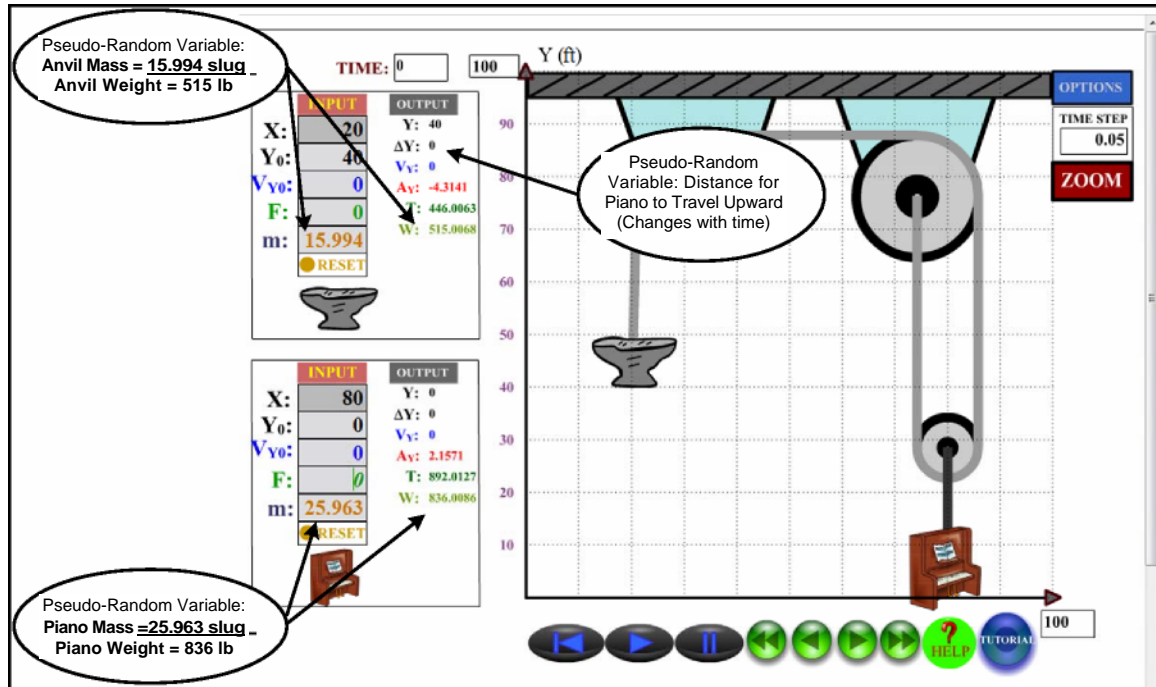 Pseudo-Random Variable:
Anvil Mass = 15.994 slug
Anvil Weight = 515 lb
TIME: 0
100
Y (ft)
INPUT
X: 20
Y0: 40
VY0: 0
F: 0
m: 15.994
RESET
OUTPUT
Y: 40
ΔY: 0
VY: 0
AY: -4.3141
T: 446.0063
W: 515.0068
Pseudo-Random
Variable: Distance for
Piano to Travel Upward
(Changes with time)
OPTIONS
TIME STEP
0.05
ZOOM
90
80
70
60
50
40
30
20
10
INPUT
X: 80
Y0: 0
VY0: 0
F: 0
m: 25.963
RESET
OUTPUT
Y: 0
ΔY: 0
VY: 0
AY: 2.1571
T: 892.0127
W: 836.0086
Pseudo-Random Variable:
Piano Mass =25.963 slug
Piano Weight = 836 lb
100
?
HELP
TUTORIAL